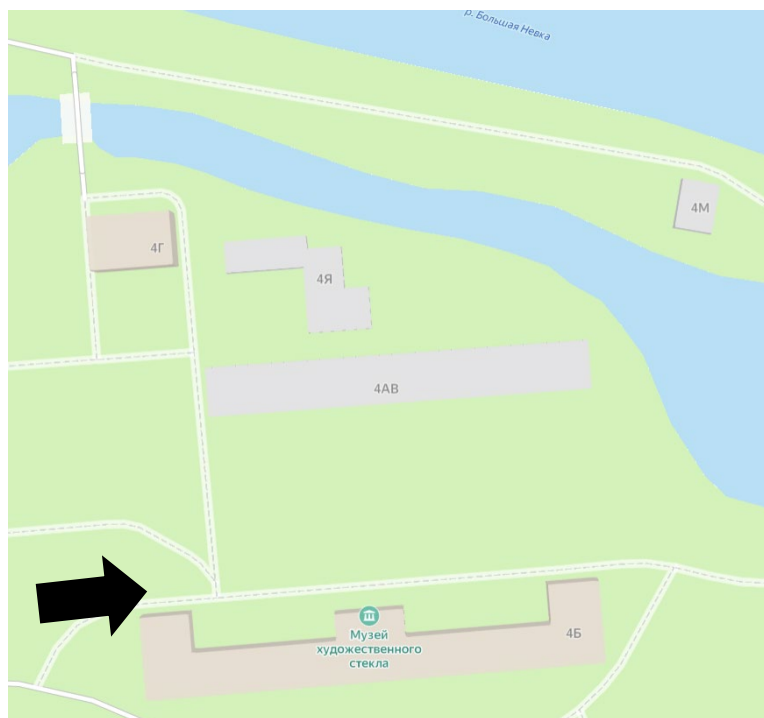 р. Большая Невка
4М
4Г
4Я
4АВ
4Б
Музей
художественного
стекла